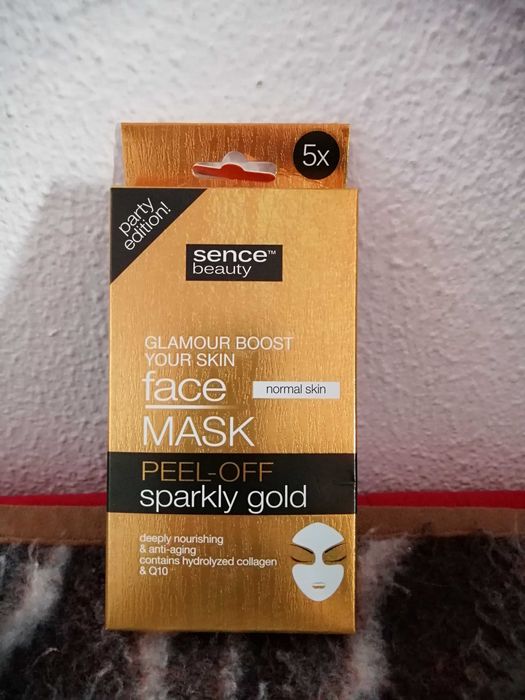 5x
party
edition!
sence™
beauty
GLAMOUR BOOST
YOUR SKIN
face
normal skin
MASK
PEEL-OFF
sparkly gold
deeply nourishing
& anti-aging
contains hydrolyzed collagen
& Q10